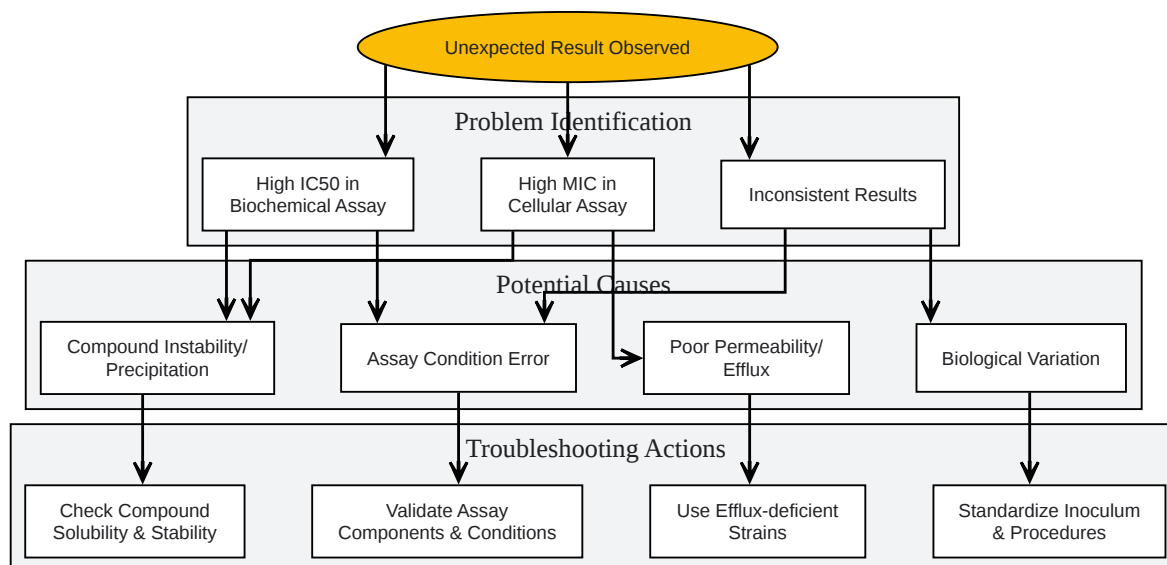 Unexpected Result Observed
Problem Identification
High IC50 in
Biochemical Assay
High MIC in
Cellular Assay
Inconsistent Results
Potential Causes
Compound Instability/
Precipitation
Assay Condition Error
Poor Permeability/
Efflux
Biological Variation
Troubleshooting Actions
Check Compound
Solubility & Stability
Validate Assay
Components & Conditions
Use Efflux-deficient
Strains
Standardize Inoculum
& Procedures